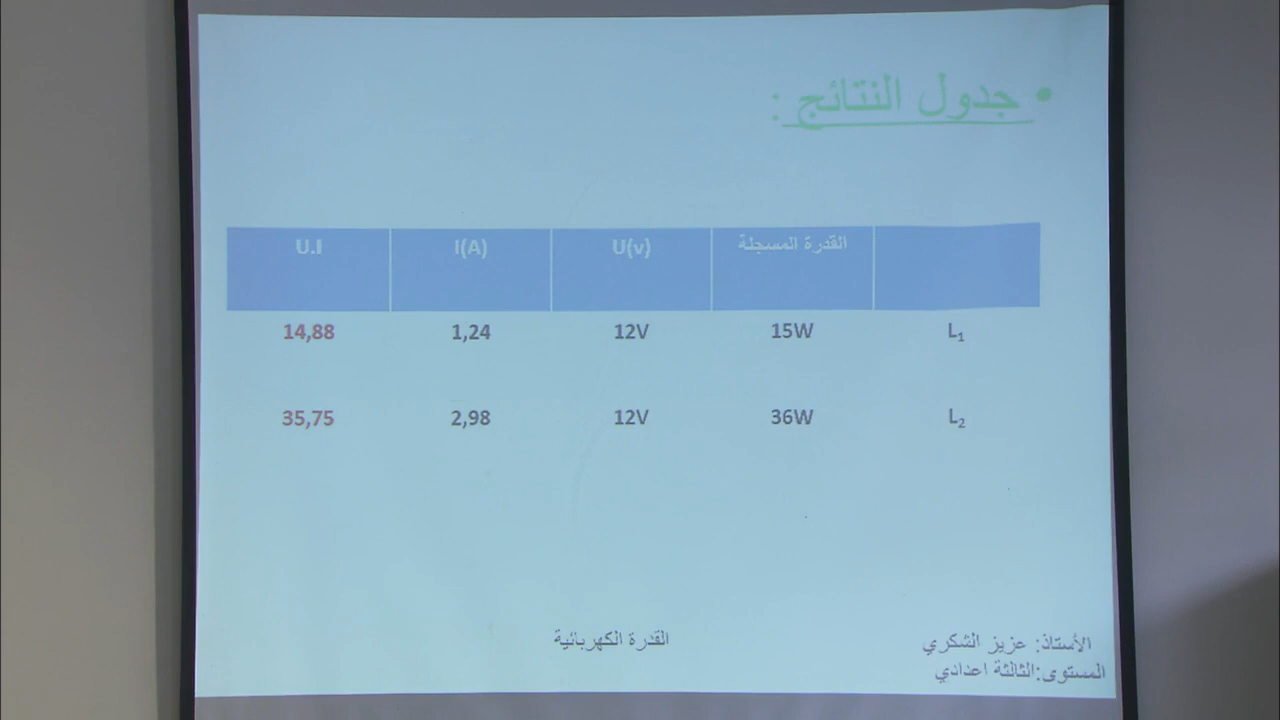 • جدول النتائج :
القدرة المسجلة U(v) I(A) U.I
L₁ 15W 12V 1,24 14,88
L₂ 36W 12V 2,98 35,75
الأستاذ: عزيز الشكري
المستوى:الثالثة اعدادي
القدرة الكهربائية